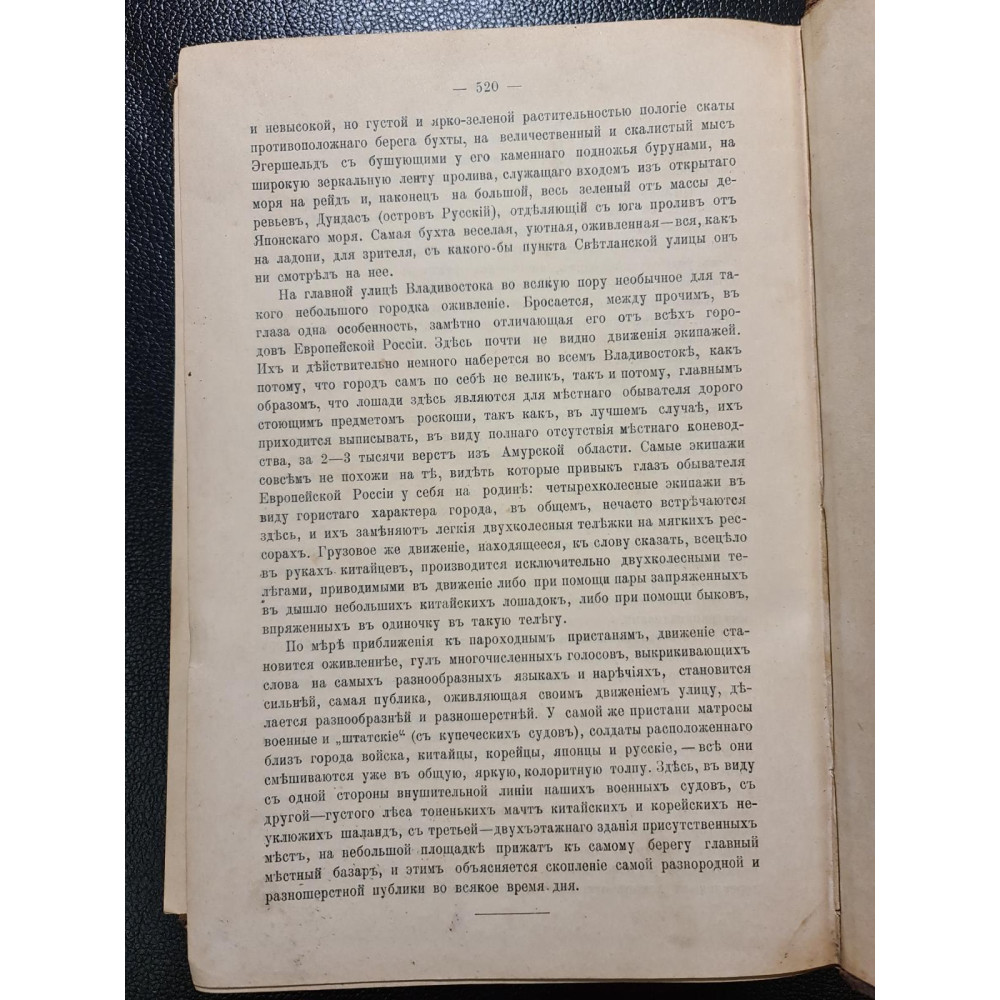 — 520 —
и невысокой, но густой и ярко-зеленой растительностью пологіе скаты
противоположнаго берега бухты, на величественный и скалистый мысъ
Эгершельдъ съ бушующими у его каменнаго подножья бурунами, на
широкую зеркальную ленту пролива, служащаго входомъ изъ открытаго
моря на рейдъ и, наконецъ на большой, весь зеленый отъ массы де-
ревьевъ, Дундасъ (островъ Русскій), отдѣляющій съ юга проливъ отъ
Японскаго моря. Самая бухта веселая, уютная, оживленная—вся, какъ
на ладони, для зрителя, съ какого-бы пункта Свѣтланской улицы онъ
ни смотрѣлъ на нее.
На главной улицѣ Владивостока во всякую пору необычное для та-
кого небольшого городка оживленіе. Бросается, между прочимъ, въ
глаза одна особенность, замѣтно отличающая его отъ всѣхъ горо-
довъ Европейской Россіи. Здѣсь почти не видно движенія экипажей.
Ихъ и дѣйствительно немного наберется во всемъ Владивостокѣ, какъ
потому, что городъ самъ по себѣ не великъ, такъ и потому, главнымъ
образомъ, что лошади здѣсь являются для мѣстнаго обывателя дорого
стоющимъ предметомъ роскоши, такъ какъ, въ лучшемъ случаѣ, ихъ
приходится выписывать, въ виду полнаго отсутствія мѣстнаго коневод-
ства, за 2—3 тысячи верстъ изъ Амурской области. Самые экипажи
совсѣмъ не похожи на тѣ, видѣть которые привыкъ глазъ обывателя
Европейской Россіи у себя на родинѣ: четырехколесные экипажи въ
виду гористаго характера города, въ общемъ, нечасто встрѣчаются
здѣсь, и ихъ замѣняютъ легкія двухколесныя телѣжки на мягкихъ рес-
сорахъ. Грузовое же движеніе, находящееся, къ слову сказать, всецѣло
въ рукахъ китайцевъ, производится исключительно двухколесными те-
лѣгами, приводимыми въ движеніе либо при помощи пары запряженныхъ
въ дышло небольшихъ китайскихъ лошадокъ, либо при помощи быковъ,
впряженныхъ въ одиночку въ такую телѣгу.
По мѣрѣ приближенія къ пароходнымъ пристанямъ, движеніе ста-
новится оживленнѣе, гулъ многочисленныхъ голосовъ, выкрикивающихъ
слова на самыхъ разнообразныхъ языкахъ и нарѣчіяхъ, становится
сильнѣй, самая публика, оживляющая своимъ движеніемъ улицу, дѣ-
лается разнообразнѣй и разношерстнѣй. У самой же пристани матросы
военные и „штатскіе“ (съ купеческихъ судовъ), солдаты расположеннаго
близъ города войска, китайцы, корейцы, японцы и русскіе, — всѣ они
смѣшиваются уже въ общую, яркую, колоритную толпу. Здѣсь, въ виду
съ одной стороны внушительной линіи нашихъ военныхъ судовъ, съ
другой—густого лѣса тоненькихъ мачтъ китайскихъ и корейскихъ не-
уклюжихъ шаландъ, съ третьей—двухъэтажнаго зданія присутственныхъ
мѣстъ, на небольшой площадкѣ прижатъ къ самому берегу главный
мѣстный базаръ, и этимъ объясняется скопленіе самой разнородной и
разношерстной публики во всякое время дня.